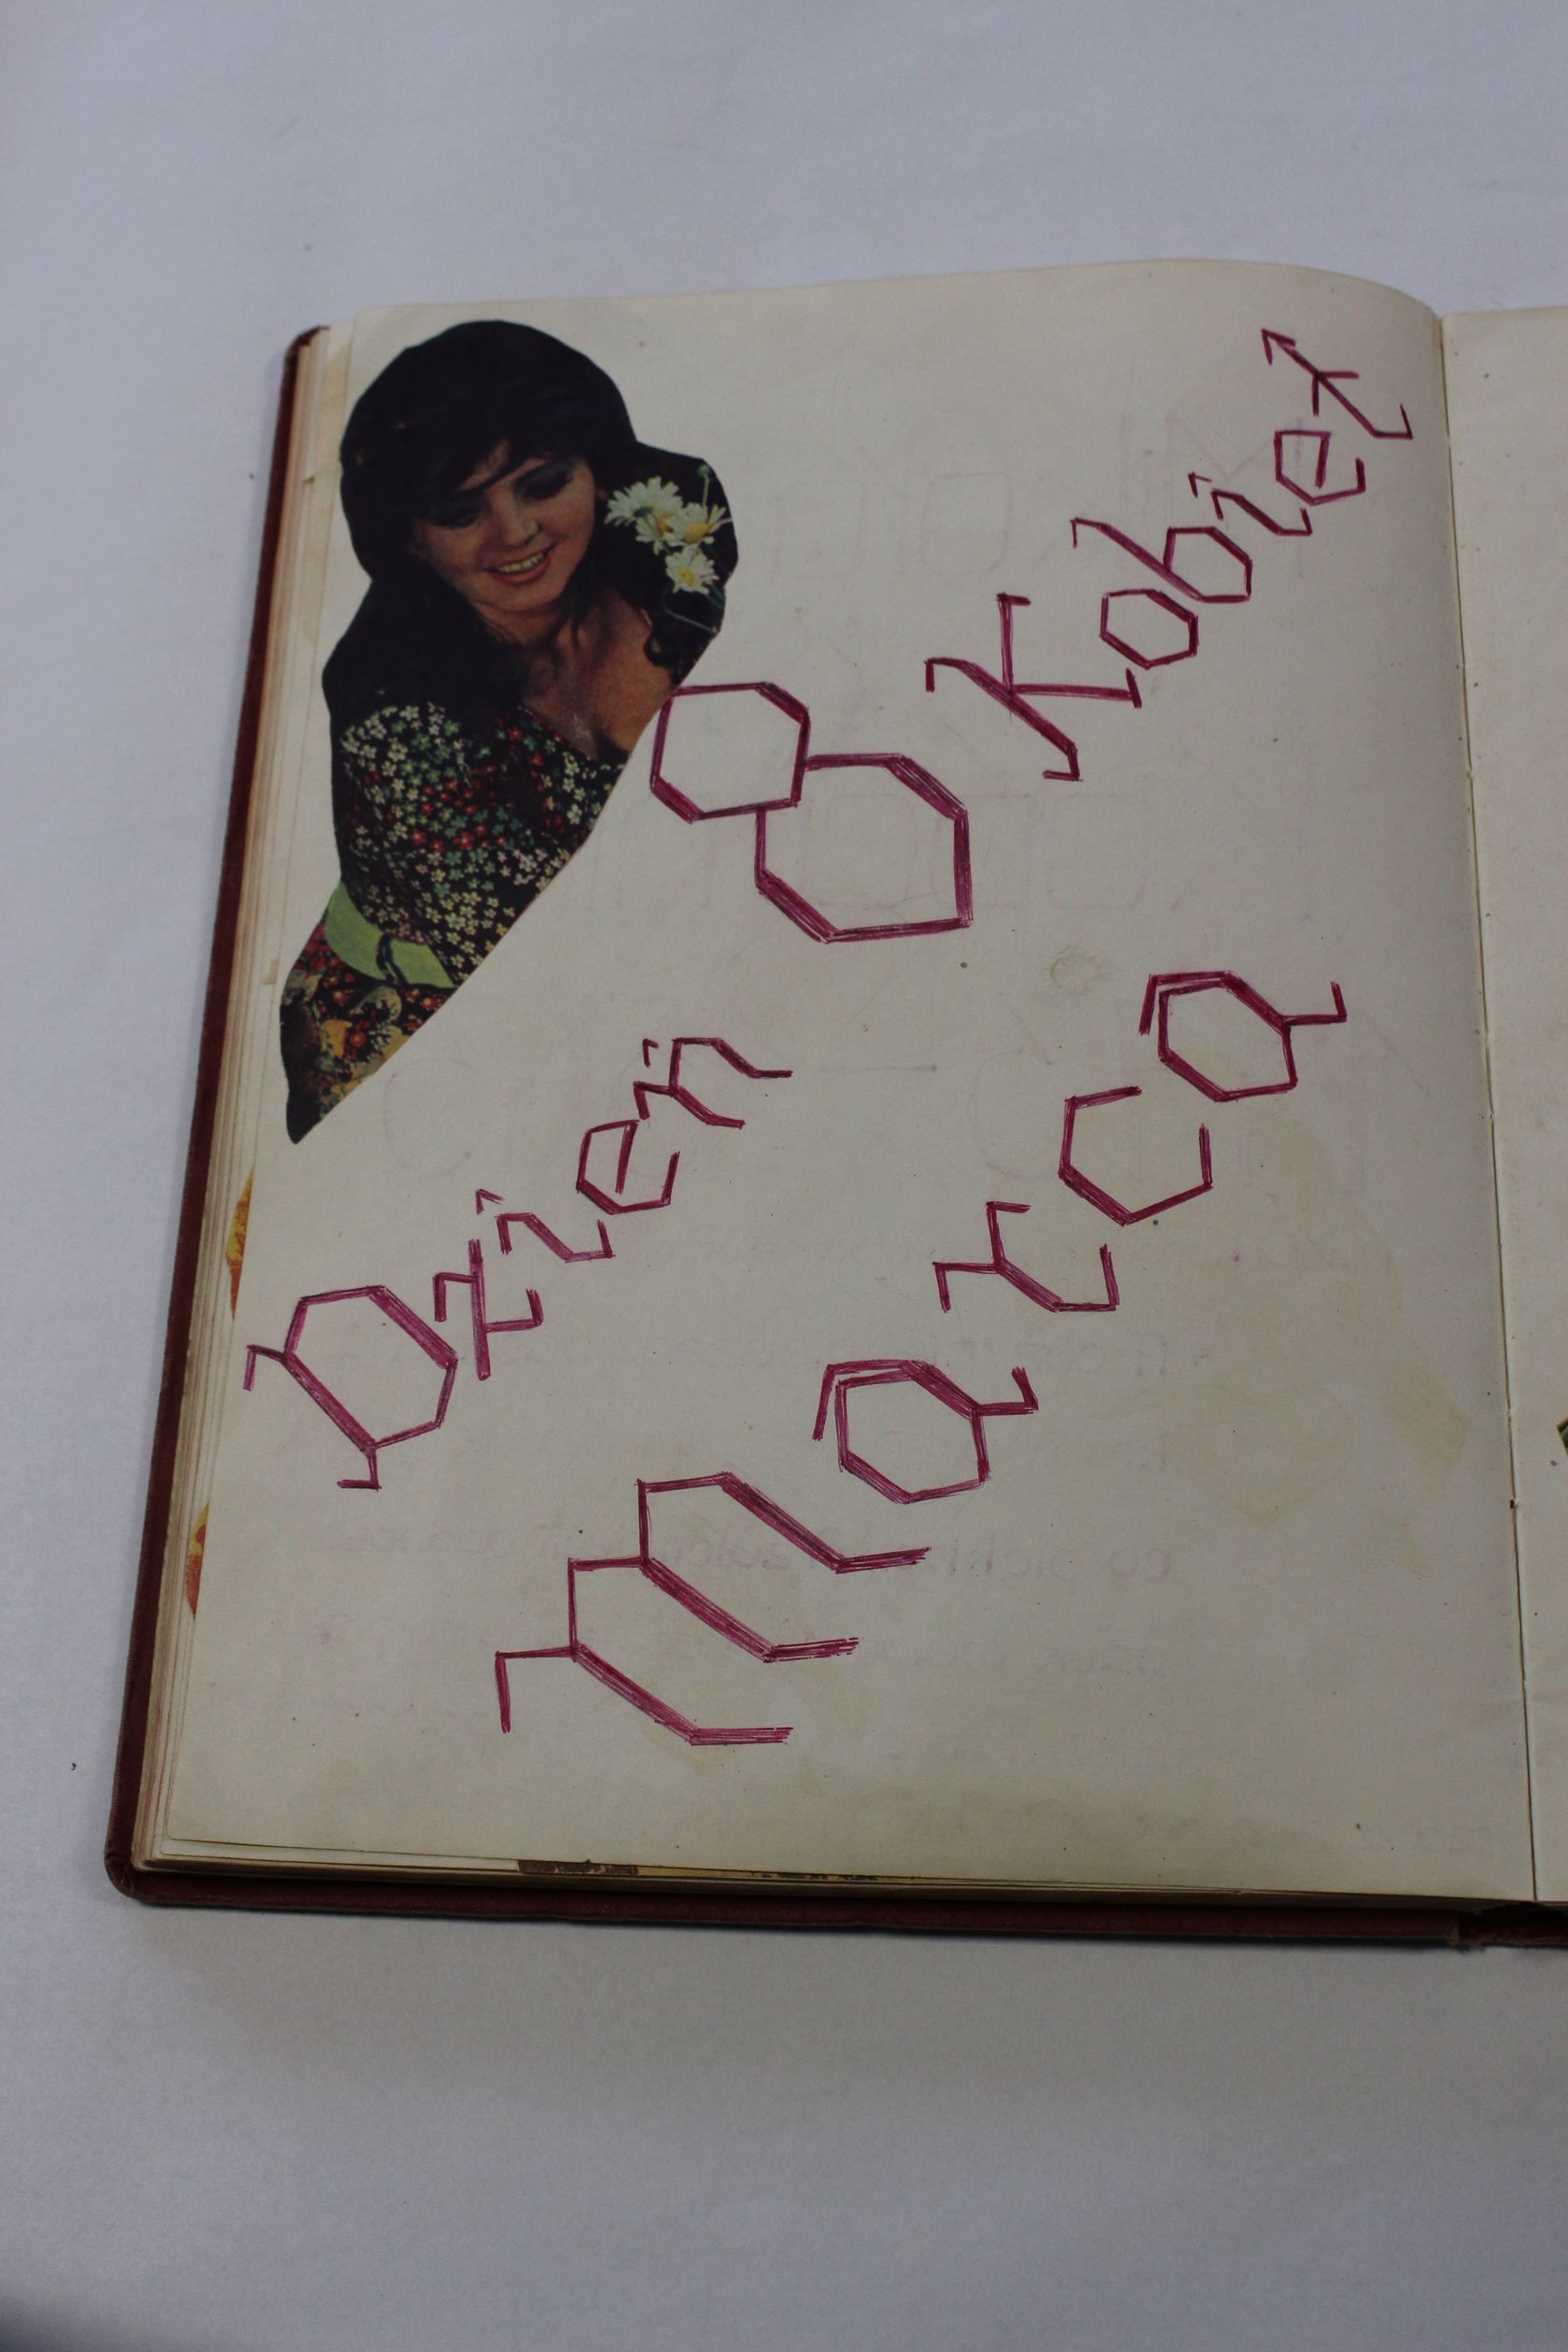 Dzień
8
Kobiet
Marca